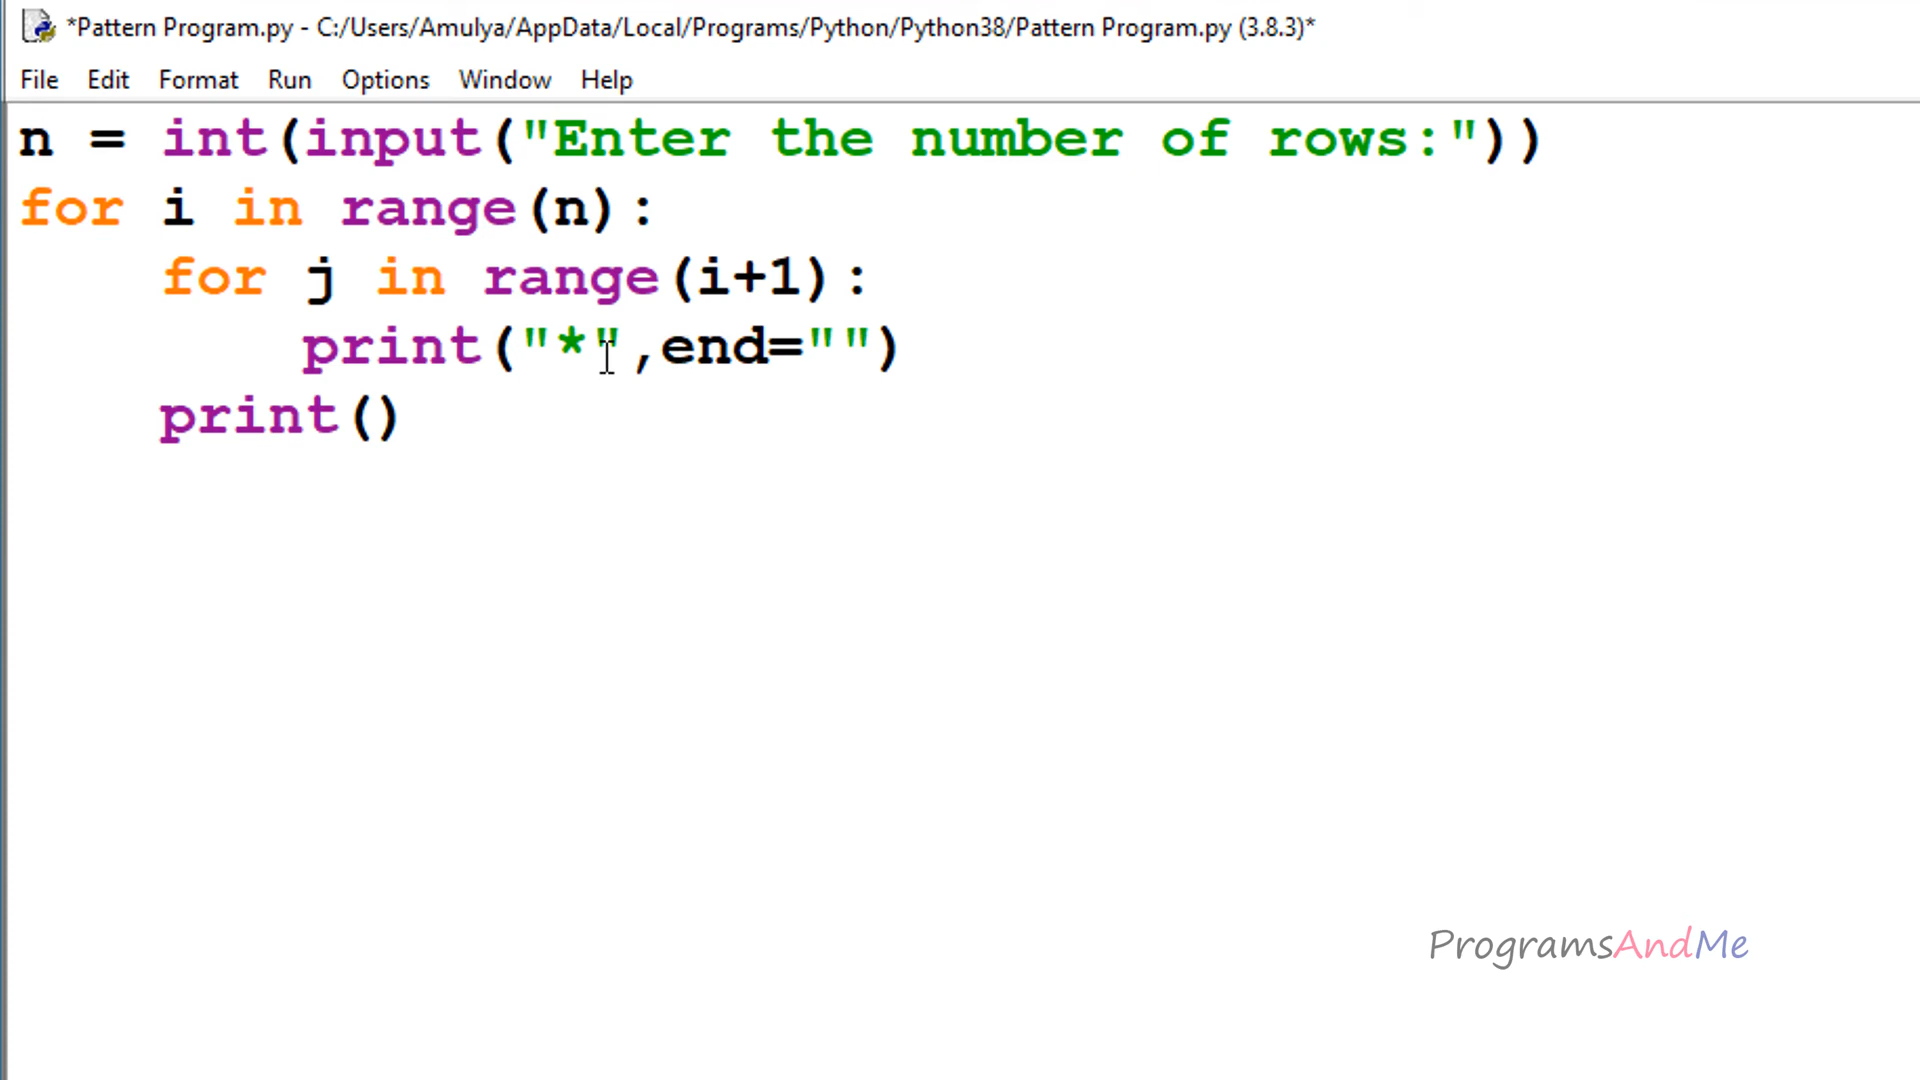 *Pattern Program.py - C:/Users/Amulya/AppData/Local/Programs/Python/Python38/Pattern Program.py (3.8.3)*
File Edit Format Run Options Window Help
n = int(input("Enter the number of rows:"))
for i in range(n):
    for j in range(i+1):
        print("*",end="")
    print()
ProgramsAndMe